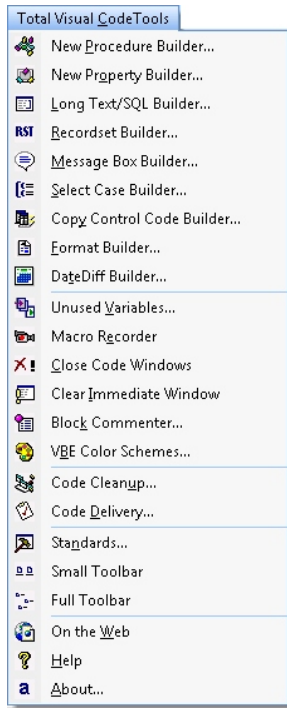 Total Visual CodeTools
New Procedure Builder...
New Property Builder...
Long Text/SQL Builder...
RST Recordset Builder...
Message Box Builder...
Select Case Builder...
Copy Control Code Builder...
Format Builder...
DateDiff Builder...
Unused Variables...
Macro Recorder
Close Code Windows
Clear Immediate Window
Block Commenter...
VBE Color Schemes...
Code Cleanup...
Code Delivery...
Standards...
Small Toolbar
Full Toolbar
On the Web
? Help
a About...